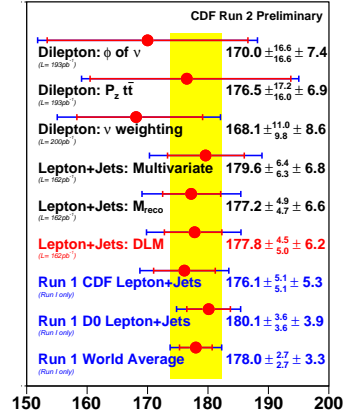 CDF Run 2 Preliminary
Dilepton: ϕ of ν 170.0 ± 16.6 16.6 ± 7.4
(L= 193pb⁻¹)
Dilepton: P_z tt̄ 176.5 ± 17.2 16.0 ± 6.9
(L= 193pb⁻¹)
Dilepton: ν weighting 168.1 ± 11.0 9.8 ± 8.6
(L= 200pb⁻¹)
Lepton+Jets: Multivariate 179.6 ± 6.4 6.3 ± 6.8
(L= 162pb⁻¹)
Lepton+Jets: M_reco 177.2 ± 4.9 4.7 ± 6.6
(L= 162pb⁻¹)
Lepton+Jets: DLM 177.8 ± 4.5 5.0 ± 6.2
(L= 162pb⁻¹)
Run 1 CDF Lepton+Jets 176.1 ± 5.1 5.1 ± 5.3
(Run I only)
Run 1 D0 Lepton+Jets 180.1 ± 3.6 3.6 ± 3.9
(Run I only)
Run 1 World Average 178.0 ± 2.7 2.7 ± 3.3
(Run I only)
150 160 170 180 190 200